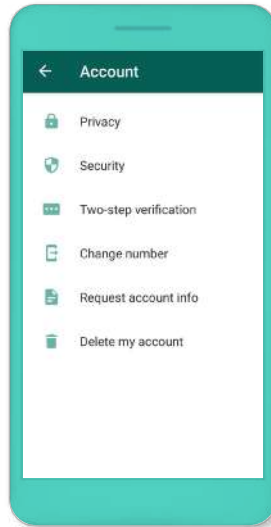 Account
Privacy
Security
Two-step verification
Change number
Request account info
Delete my account